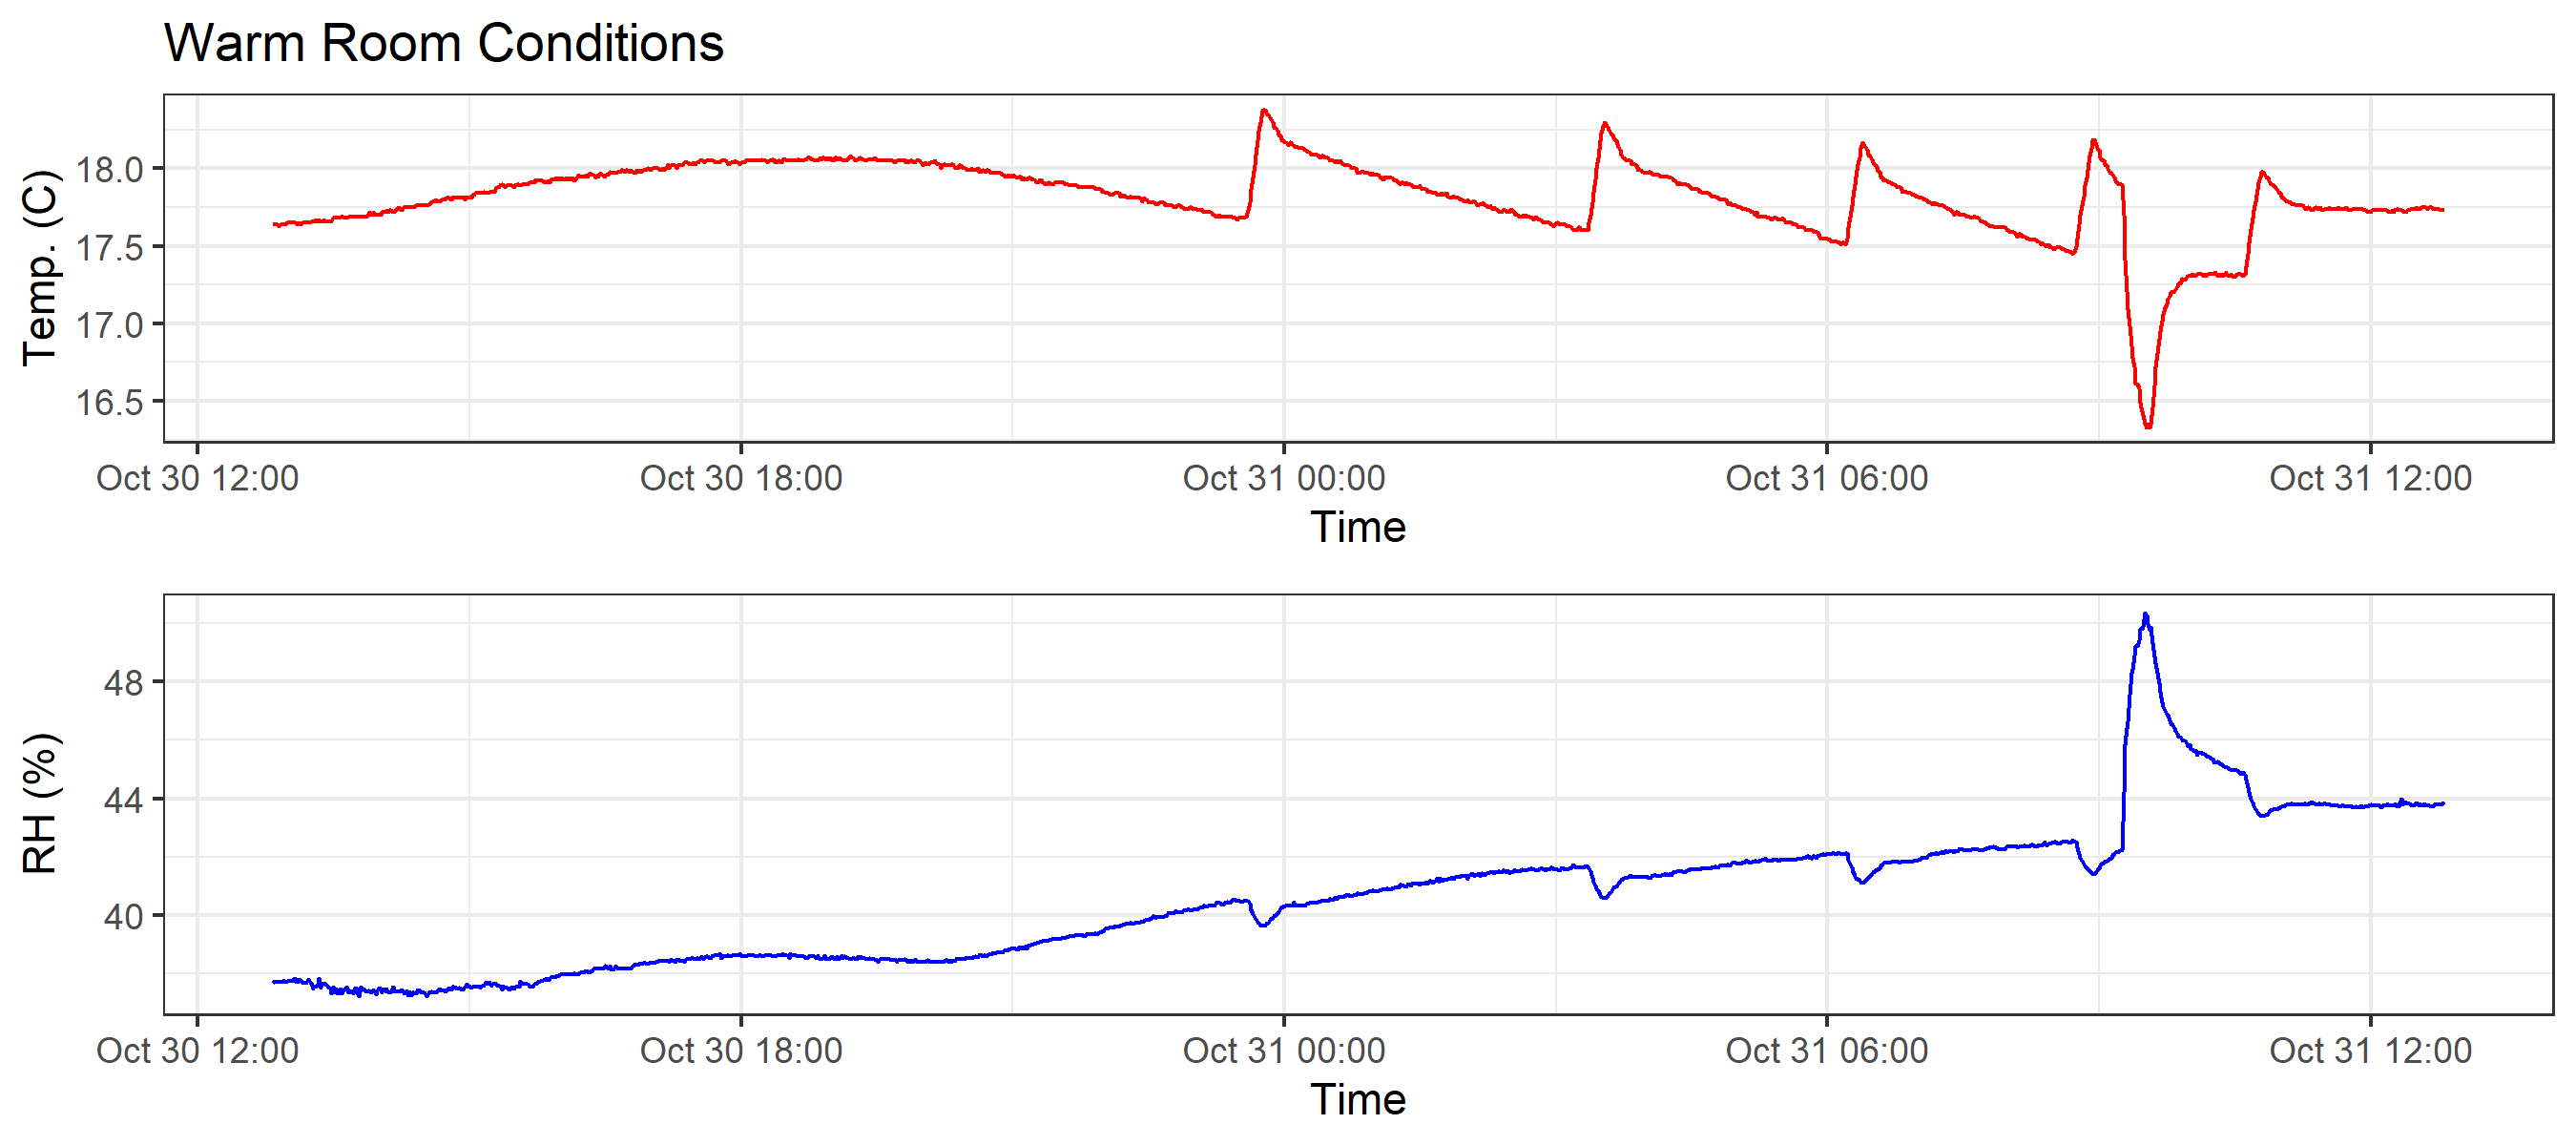 Warm Room Conditions
Temp. (C)
18.0
17.5
17.0
16.5
Oct 30 12:00 Oct 30 18:00 Oct 31 00:00 Oct 31 06:00 Oct 31 12:00
Time
RH (%)
48
44
40
Oct 30 12:00 Oct 30 18:00 Oct 31 00:00 Oct 31 06:00 Oct 31 12:00
Time